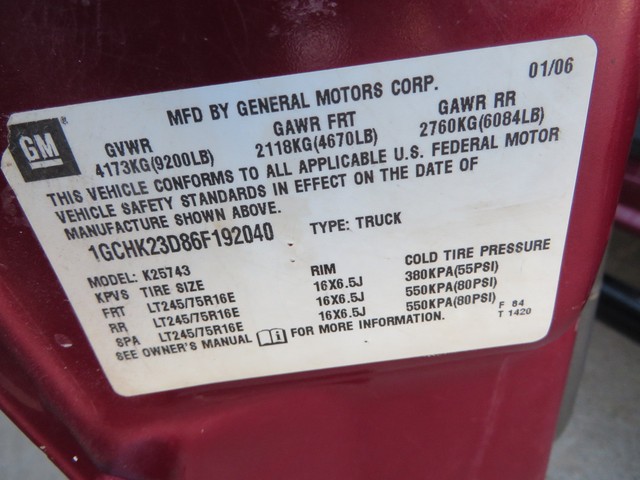 01/06
MFD BY GENERAL MOTORS CORP.
GM ®
GVWR GAWR FRT GAWR RR
4173KG(9200LB) 2118KG(4670LB) 2760KG(6084LB)
THIS VEHICLE CONFORMS TO ALL APPLICABLE U.S. FEDERAL MOTOR
VEHICLE SAFETY STANDARDS IN EFFECT ON THE DATE OF
MANUFACTURE SHOWN ABOVE.
1GCHK23D86F192040 TYPE: TRUCK
MODEL: K25743
KPVS TIRE SIZE RIM COLD TIRE PRESSURE
FRT LT245/75R16E 16X6.5J 380KPA(55PSI)
RR LT245/75R16E 16X6.5J 550KPA(80PSI)
SPA LT245/75R16E 16X6.5J 550KPA(80PSI)
SEE OWNER'S MANUAL i FOR MORE INFORMATION.
F 84
T 1420